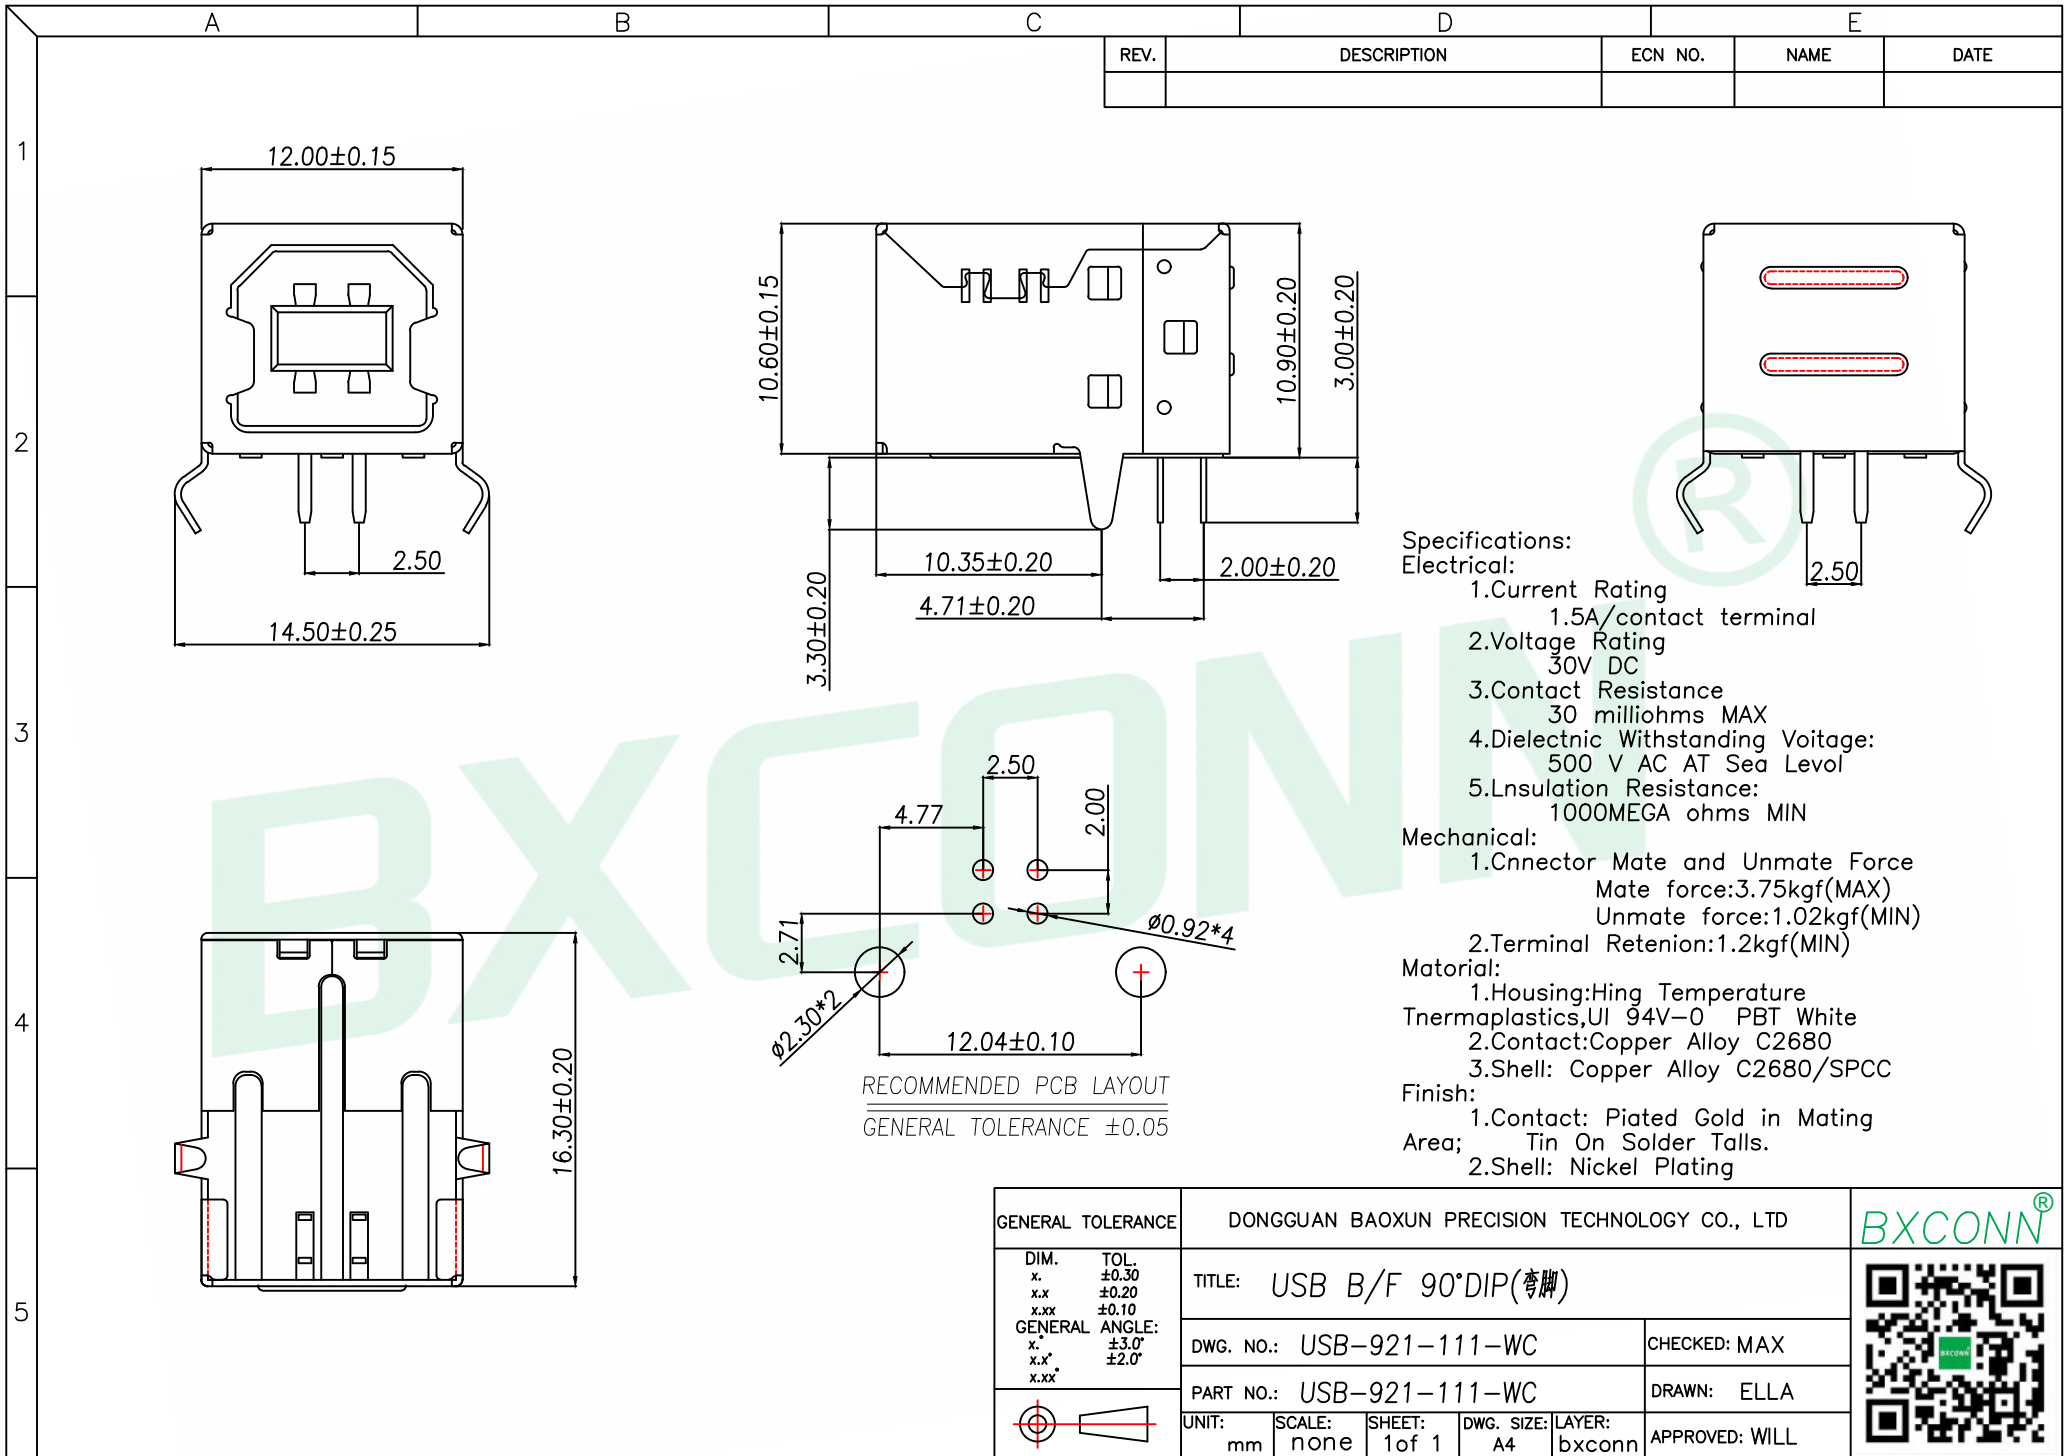 A B C D E
REV. DESCRIPTION ECN NO. NAME DATE
1
2
3
4
5
12.00±0.15
2.50
14.50±0.25
10.60±0.15
10.90±0.20
3.00±0.20
3.30±0.20
10.35±0.20
4.71±0.20
2.00±0.20
2.50
16.30±0.20
2.50
4.77
2.00
2.71
ø0.92*4
ø2.30*2
12.04±0.10
RECOMMENDED PCB LAYOUT
GENERAL TOLERANCE ±0.05
BXCONN®
Specifications:
Electrical:
1.Current Rating
1.5A/contact terminal
2.Voltage Rating
30V DC
3.Contact Resistance
30 milliohms MAX
4.Dielectnic Withstanding Voitage:
500 V AC AT Sea Levol
5.Lnsulation Resistance:
1000MEGA ohms MIN
Mechanical:
1.Cnnector Mate and Unmate Force
Mate force:3.75kgf(MAX)
Unmate force:1.02kgf(MIN)
2.Terminal Retenion:1.2kgf(MIN)
Matorial:
1.Housing:Hing Temperature
Tnermaplastics,UI 94V-0 PBT White
2.Contact:Copper Alloy C2680
3.Shell: Copper Alloy C2680/SPCC
Finish:
1.Contact: Piated Gold in Mating
Area; Tin On Solder Talls.
2.Shell: Nickel Plating
GENERAL TOLERANCE
DIM. TOL.
x. ±0.30
x.x ±0.20
x.xx ±0.10
GENERAL ANGLE:
x.° ±3.0°
x.x° ±2.0°
x.xx°
DONGGUAN BAOXUN PRECISION TECHNOLOGY CO., LTD
TITLE: USB B/F 90°DIP(弯脚)
DWG. NO.: USB-921-111-WC
CHECKED: MAX
PART NO.: USB-921-111-WC
DRAWN: ELLA
UNIT: mm
SCALE: none
SHEET: 1of 1
DWG. SIZE: A4
LAYER: bxconn
APPROVED: WILL
BXCONN®
BXCONN